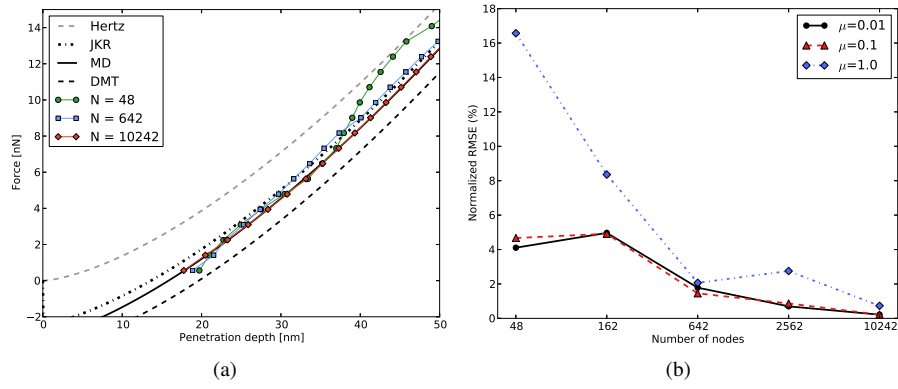 14
12
10
8
6
4
2
0
−2
Force [nN]
Hertz
JKR
MD
DMT
N = 48
N = 642
N = 10242
0 10 20 30 40 50
Penetration depth [nm]
(a)
18
16
14
12
10
8
6
4
2
0
Normalized RMSE (%)
μ=0.01
μ=0.1
μ=1.0
48 162 642 2562 10242
Number of nodes
(b)